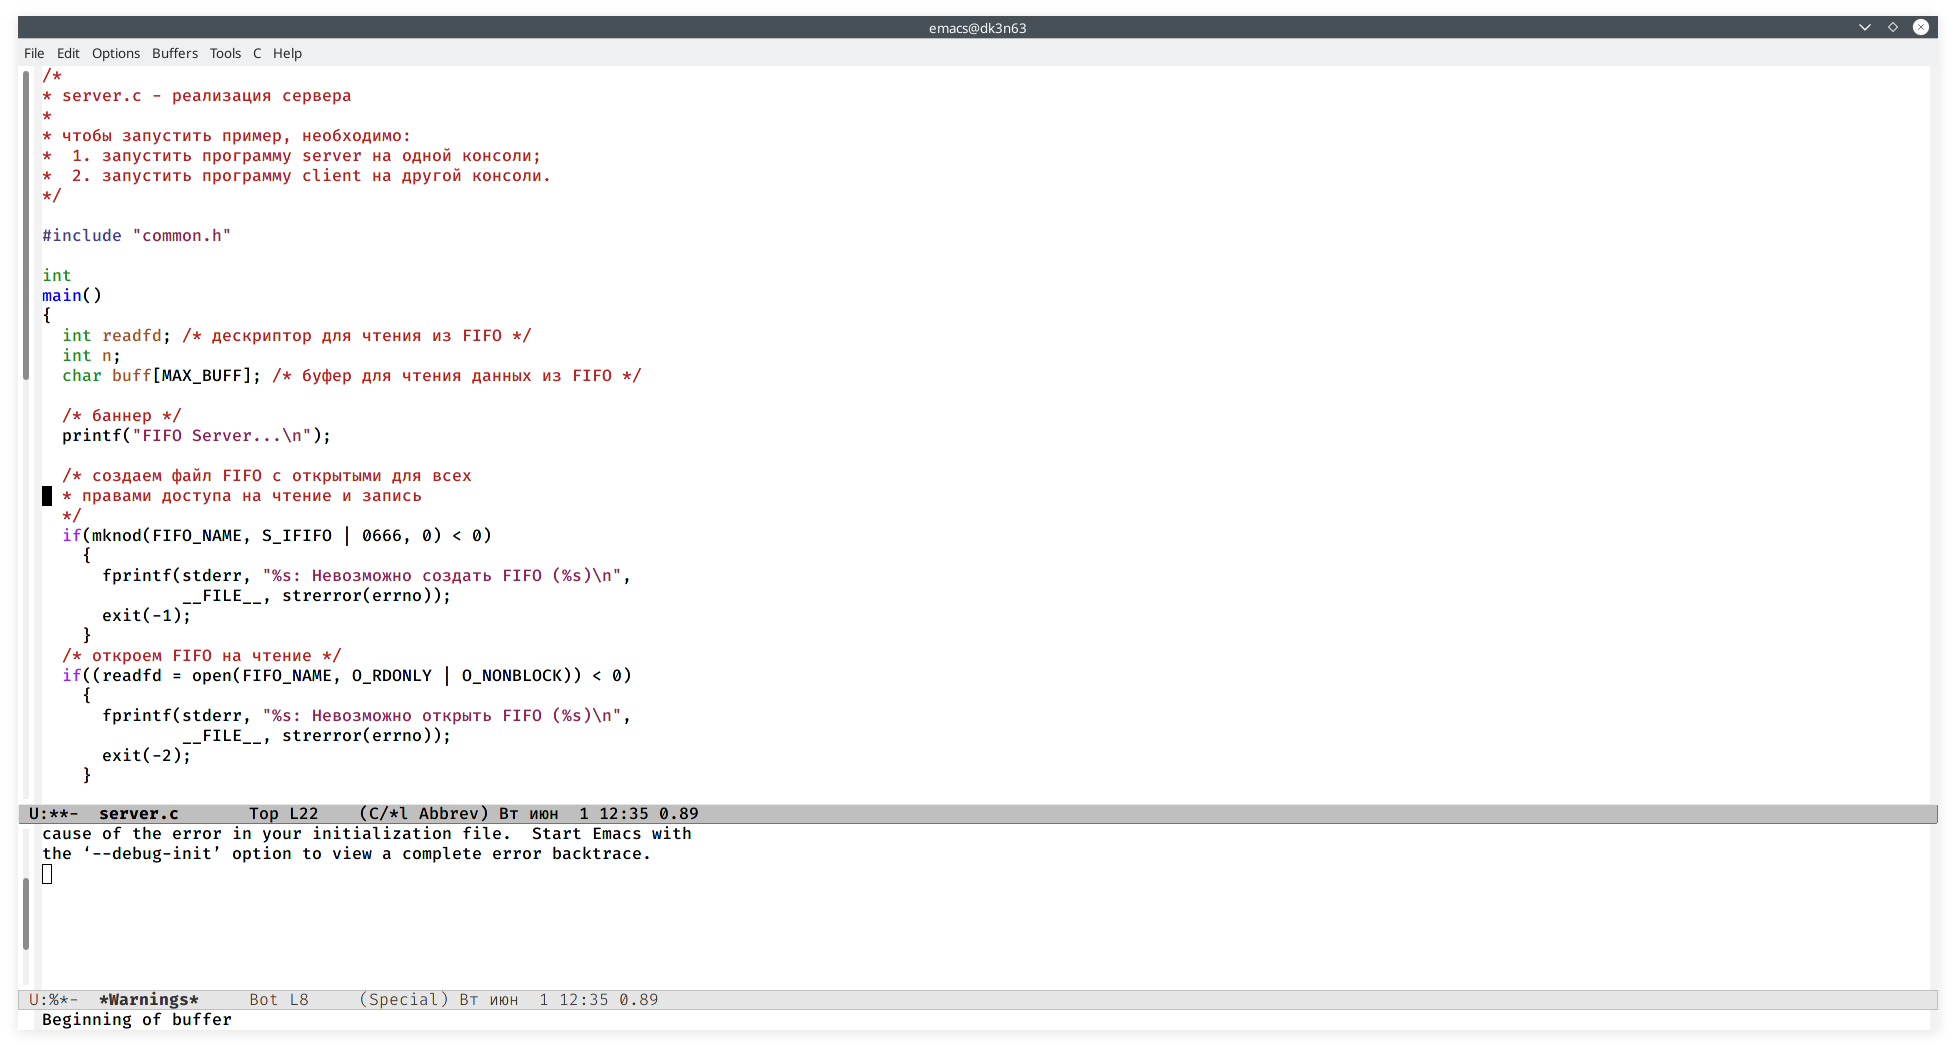 emacs@dk3n63
File Edit Options Buffers Tools C Help
/*
* server.c - реализация сервера
*
* чтобы запустить пример, необходимо:
*  1. запустить программу server на одной консоли;
*  2. запустить программу client на другой консоли.
*/
#include "common.h"
int
main()
{
  int readfd; /* дескриптор для чтения из FIFO */
  int n;
  char buff[MAX_BUFF]; /* буфер для чтения данных из FIFO */
  /* баннер */
  printf("FIFO Server...\n");
  /* создаем файл FIFO с открытыми для всех
  * правами доступа на чтение и запись
  */
  if(mknod(FIFO_NAME, S_IFIFO | 0666, 0) < 0)
    {
      fprintf(stderr, "%s: Невозможно создать FIFO (%s)\n",
              __FILE__, strerror(errno));
      exit(-1);
    }
  /* откроем FIFO на чтение */
  if((readfd = open(FIFO_NAME, O_RDONLY | O_NONBLOCK)) < 0)
    {
      fprintf(stderr, "%s: Невозможно открыть FIFO (%s)\n",
              __FILE__, strerror(errno));
      exit(-2);
    }
U:**-  server.c       Top L22    (C/*l Abbrev) Вт июн  1 12:35 0.89
cause of the error in your initialization file.  Start Emacs with
the ‘--debug-init’ option to view a complete error backtrace.
U:%*-  *Warnings*     Bot L8     (Special) Вт июн  1 12:35 0.89
Beginning of buffer